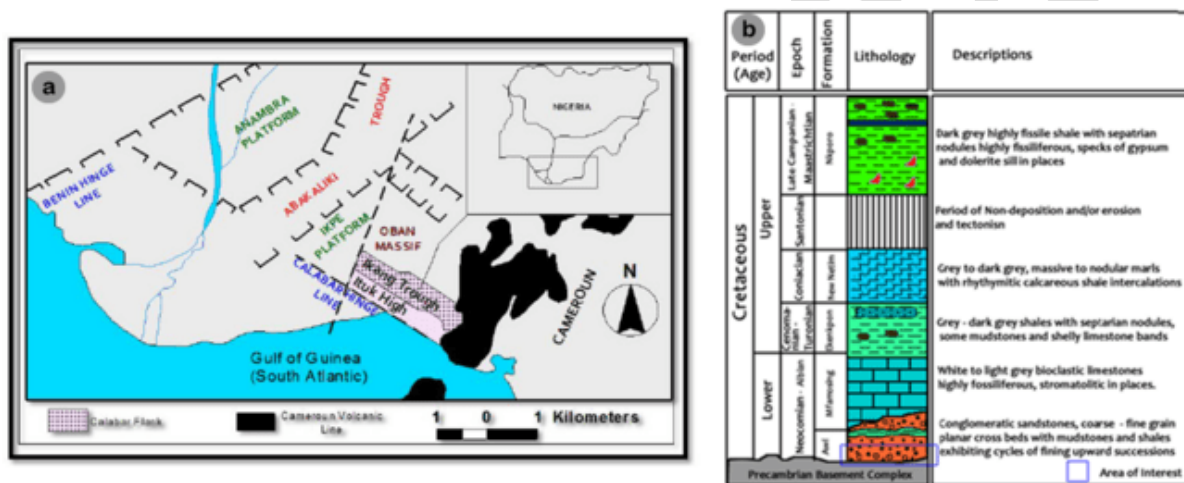 a
ANAMBRA
PLATFORM
TROUGH
NIGERIA
BENIN HINGE
LINE
ABAKALIKI
IKPE
PLATFORM
OBAN
MASSIF
CALABAR HINGE
LINE
Ikang Trough
Ituk High
CAMEROUN
N
Gulf of Guinea
(South Atlantic)
Calabar Flank
Cameroun Volcanic
Line
1 0 1 Kilometers
b
Period
(Age)
Epoch
Formation
Lithology
Descriptions
Cretaceous
Upper
Lower
Late Campanian -
Maastrichtian
Nkporo
Dark grey highly fissile shale with sepatrian
nodules highly fissiliferous, specks of gypsum
and dolerite sill in places
Santonian
Period of Non-deposition and/or erosion
and tectonism
Coniacian
New Netim
Grey to dark grey, massive to nodular marls
with rhythymitic calcareous shale intercalations
Cenoma-
nian -
Turonian
Ekenkpon
Grey - dark grey shales with septarian nodules,
some mudstones and shelly limestone bands
Neocomian - Albian
Mfamosing
White to light grey bioclastic limestones
highly fossiliferous, stromatolitic in places.
Awi
Conglomeratic sandstones, coarse - fine grain
planar cross beds with mudstones and shales
exhibiting cycles of fining upward successions
Precambrian Basement Complex
Area of Interest